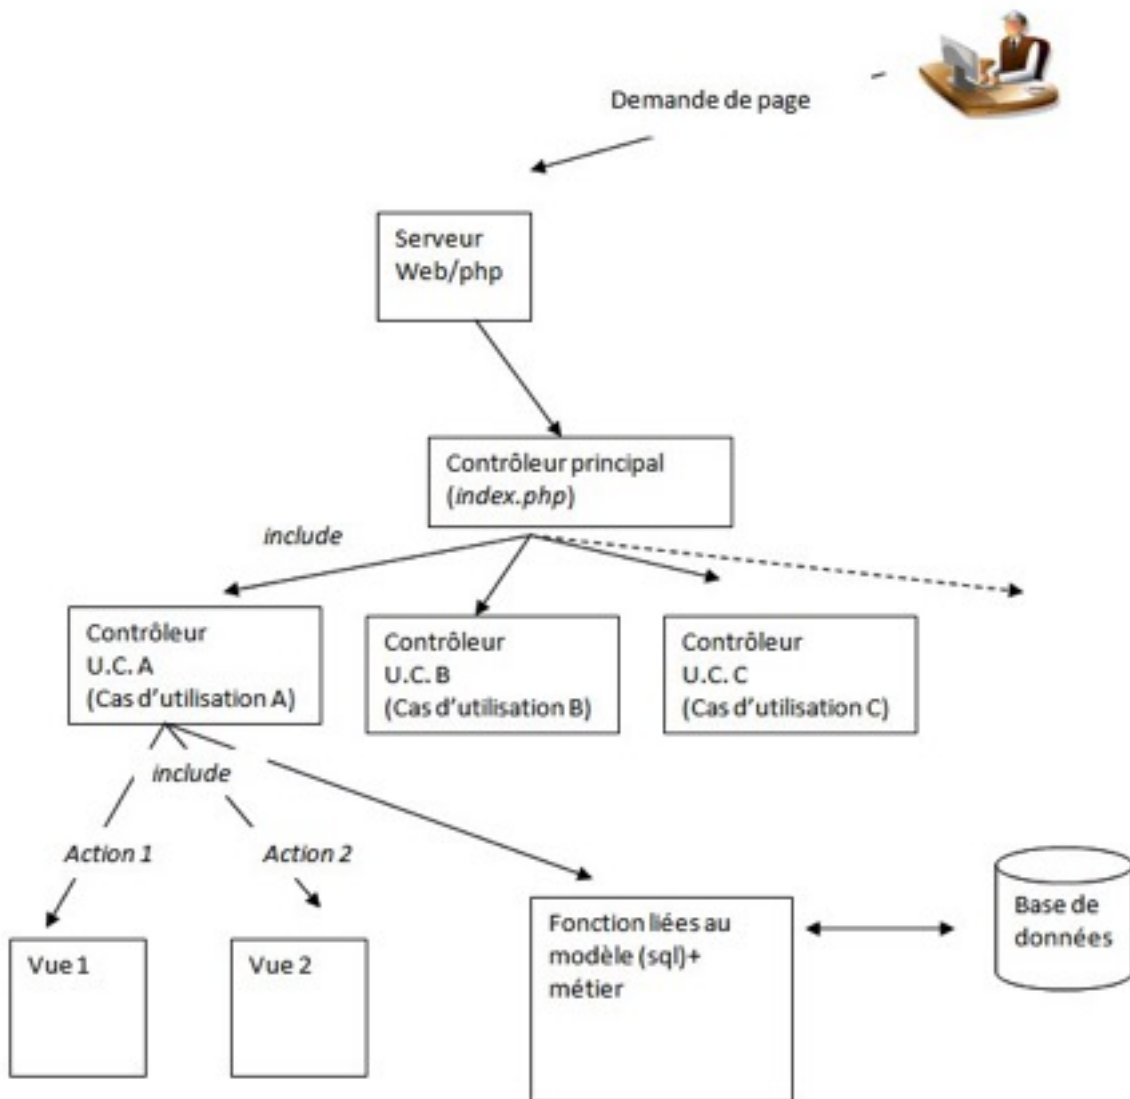 Demande de page
Serveur
Web/php
Contrôleur principal
(index.php)
include
Contrôleur
U.C. A
(Cas d'utilisation A)
Contrôleur
U.C. B
(Cas d'utilisation B)
Contrôleur
U.C. C
(Cas d'utilisation C)
include
Action 1
Action 2
Vue 1
Vue 2
Fonction liées au
modèle (sql)+
métier
Base de
données